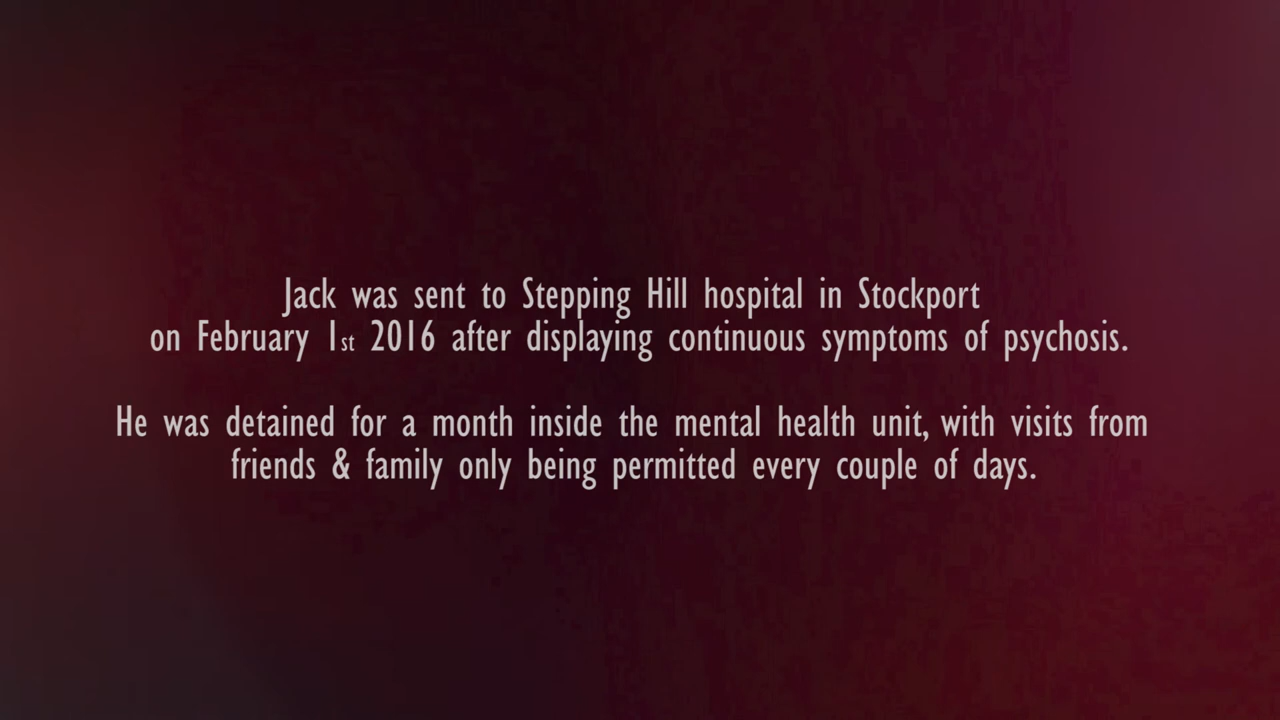 Jack was sent to Stepping Hill hospital in Stockport
on February 1st 2016 after displaying continuous symptoms of psychosis.
He was detained for a month inside the mental health unit, with visits from
friends & family only being permitted every couple of days.